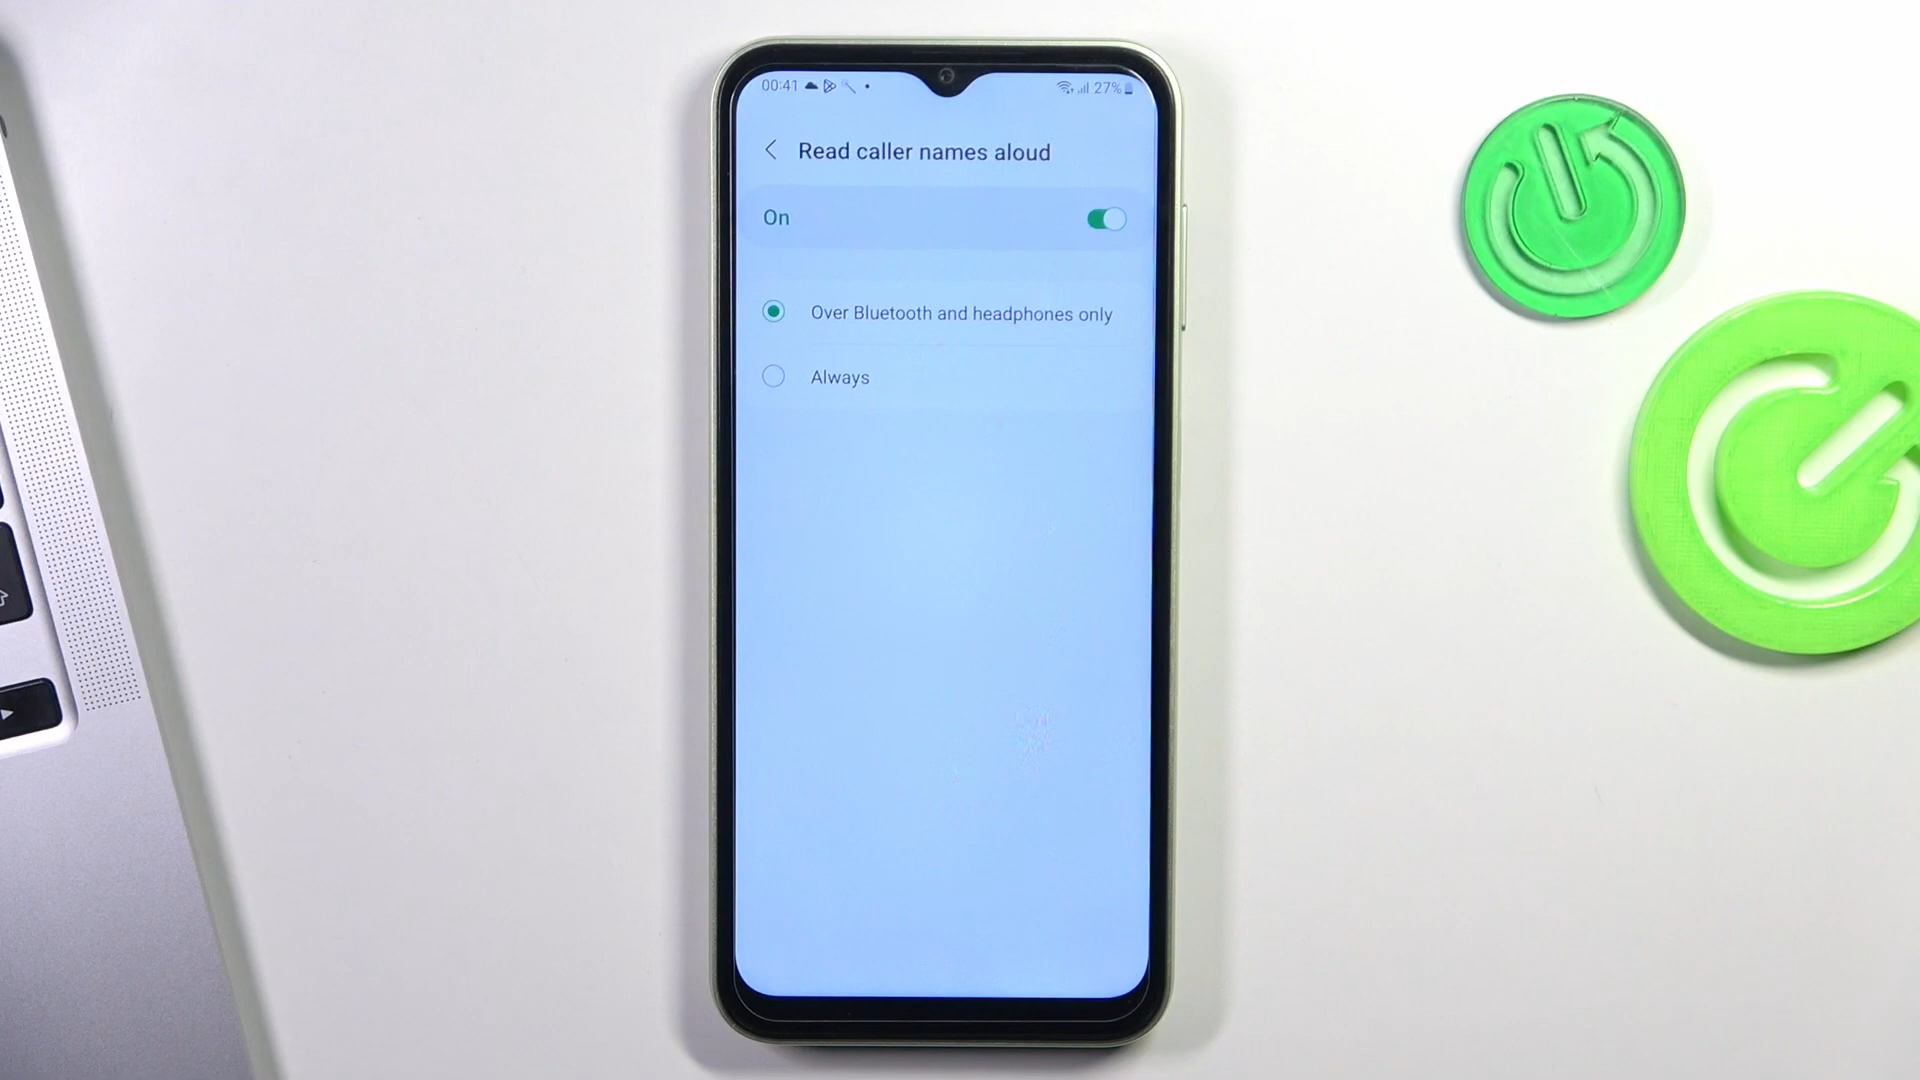 00:41 27%
Read caller names aloud
On
Over Bluetooth and headphones only
Always